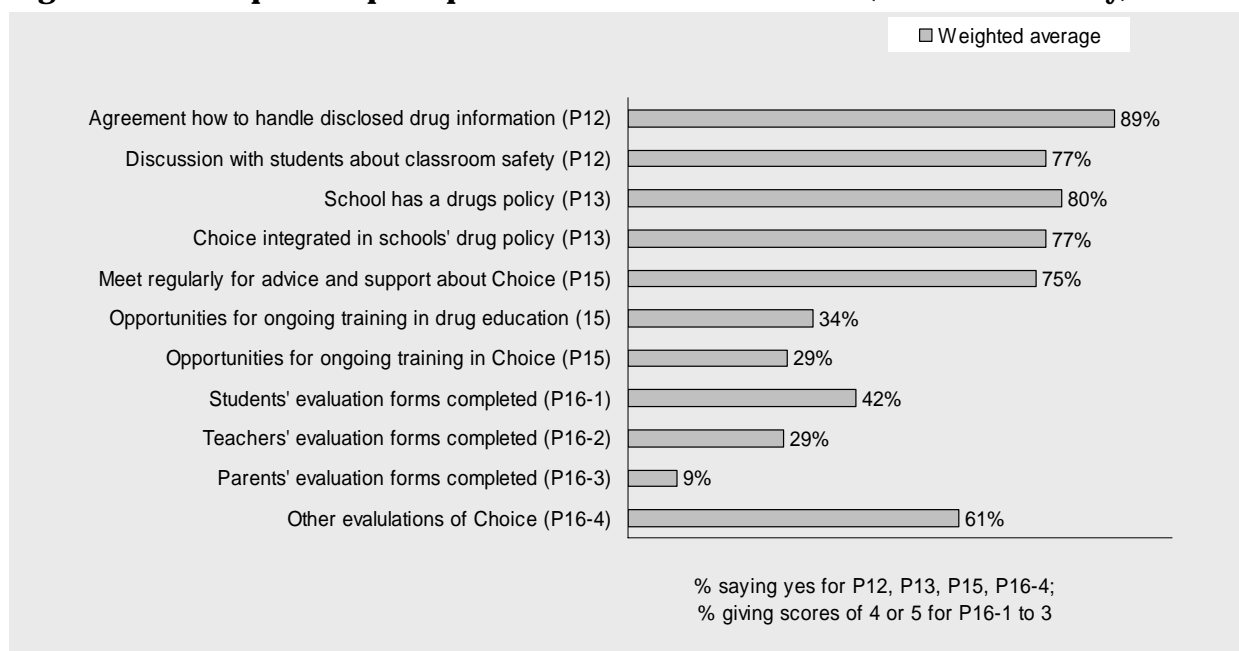 Weighted average
Agreement how to handle disclosed drug information (P12) 89%
Discussion with students about classroom safety (P12) 77%
School has a drugs policy (P13) 80%
Choice integrated in schools' drug policy (P13) 77%
Meet regularly for advice and support about Choice (P15) 75%
Opportunities for ongoing training in drug education (15) 34%
Opportunities for ongoing training in Choice (P15) 29%
Students' evaluation forms completed (P16-1) 42%
Teachers' evaluation forms completed (P16-2) 29%
Parents' evaluation forms completed (P16-3) 9%
Other evalulations of Choice (P16-4) 61%
% saying yes for P12, P13, P15, P16-4;
% giving scores of 4 or 5 for P16-1 to 3